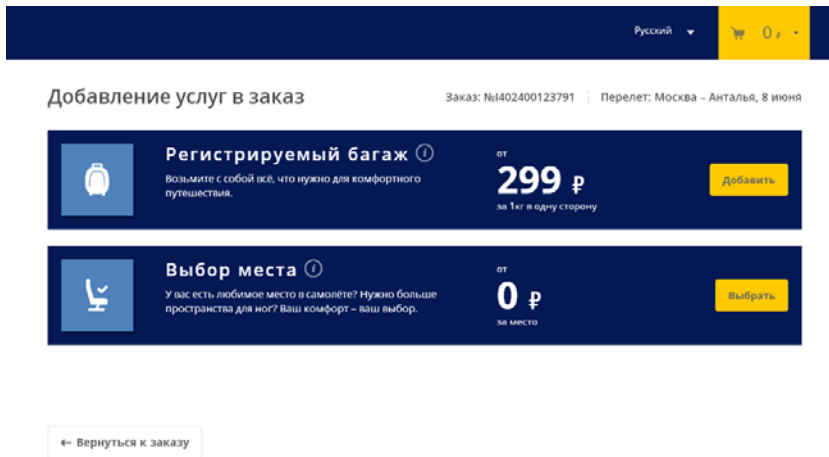 Русский
0 ₽
Добавление услуг в заказ
Заказ: №I402400123791
Перелет: Москва – Анталья, 8 июня
Регистрируемый багаж
Возьмите с собой всё, что нужно для комфортного
путешествия.
от
299 ₽
за 1кг в одну сторону
Добавить
Выбор места
У вас есть любимое место в самолёте? Нужно больше
пространства для ног? Ваш комфорт – ваш выбор.
от
0 ₽
за место
Выбрать
← Вернуться к заказу